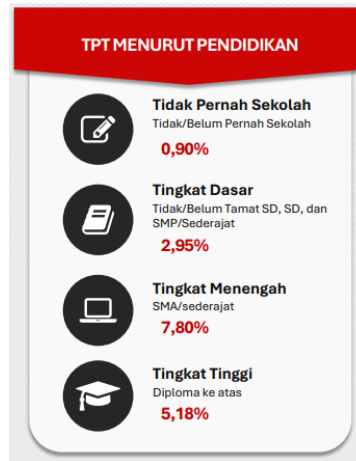 TPT MENURUT PENDIDIKAN
Tidak Pernah Sekolah
Tidak/Belum Pernah Sekolah
0,90%
Tingkat Dasar
Tidak/Belum Tamat SD, SD, dan
SMP/Sederajat
2,95%
Tingkat Menengah
SMA/sederajat
7,80%
Tingkat Tinggi
Diploma ke atas
5,18%